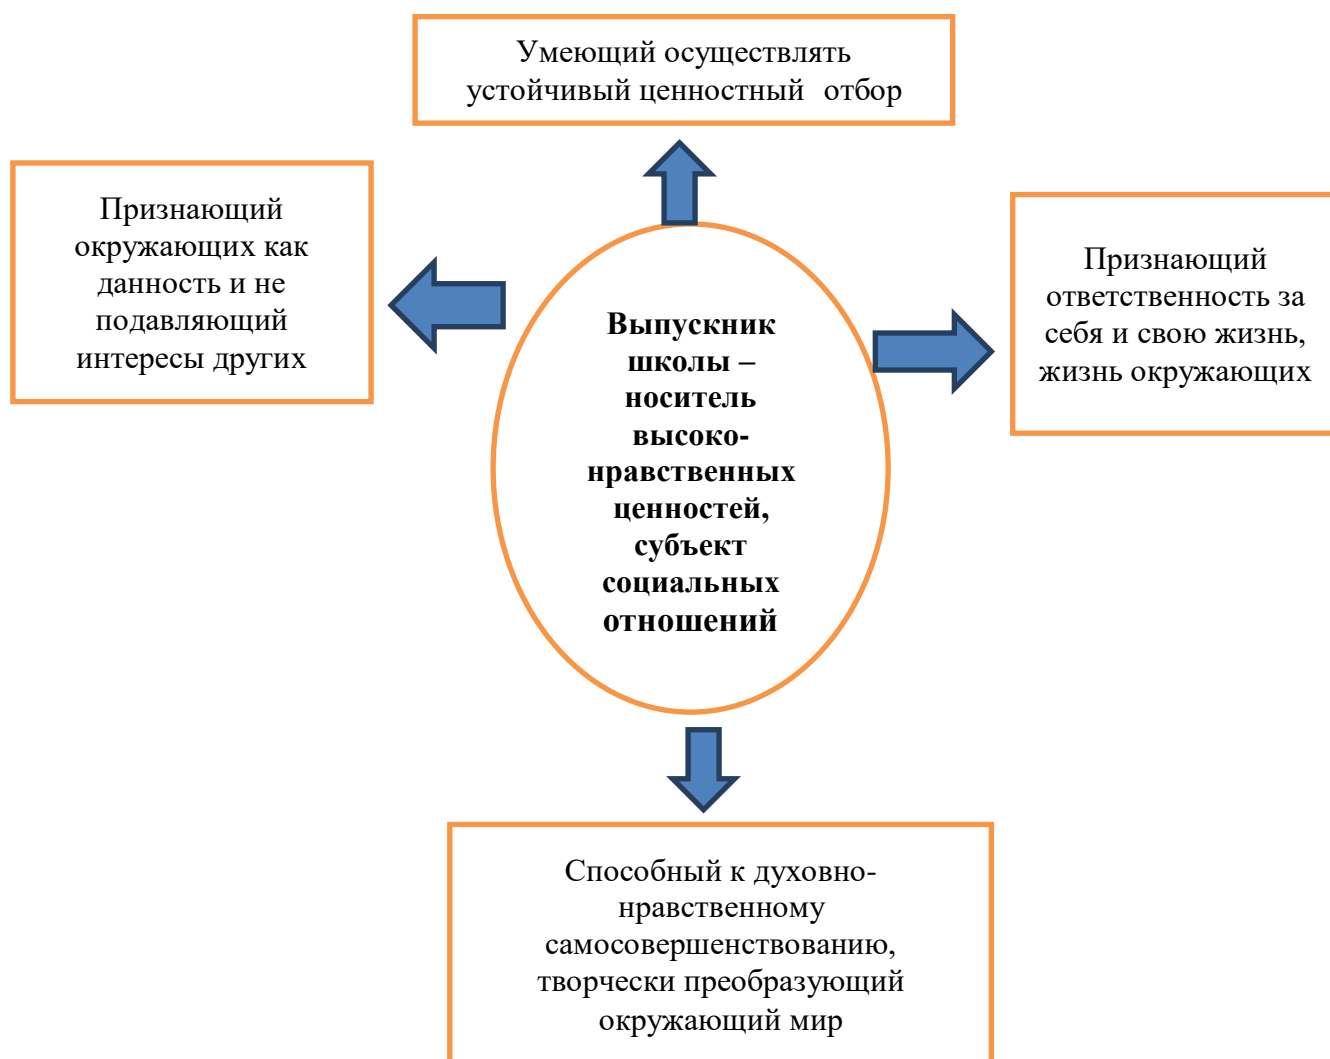 Умеющий осуществлять
устойчивый ценностный отбор
Признающий
окружающих как
данность и не
подавляющий
интересы других
Признающий
ответственность за
себя и свою жизнь,
жизнь окружающих
Выпускник
школы –
носитель
высоко-
нравственных
ценностей,
субъект
социальных
отношений
Способный к духовно-
нравственному
самосовершенствованию,
творчески преобразующий
окружающий мир